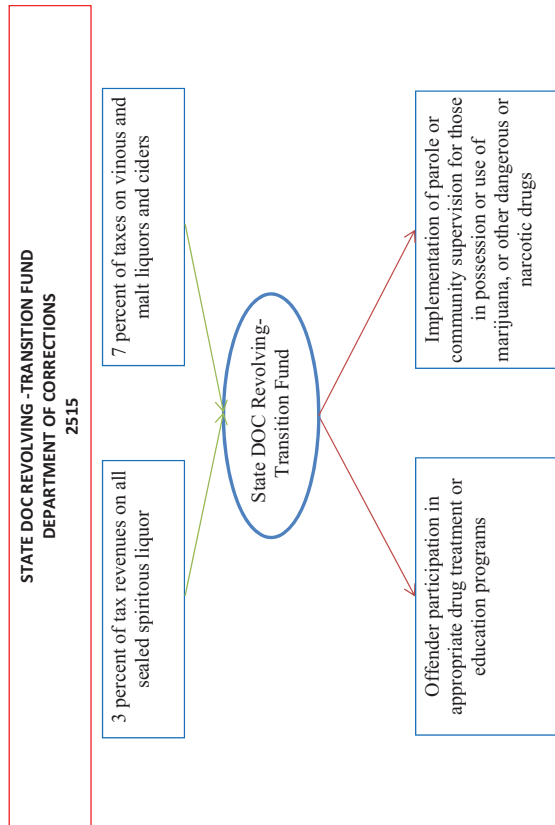 STATE DOC REVOLVING -TRANSITION FUND
DEPARTMENT OF CORRECTIONS
2515
3 percent of tax revenues on all
sealed spiritous liquor
7 percent of taxes on vinous and
malt liquors and ciders
State DOC Revolving-
Transition Fund
Offender participation in
appropriate drug treatment or
education programs
Implementation of parole or
community supervision for those
in possession or use of
marijuana, or other dangerous or
narcotic drugs